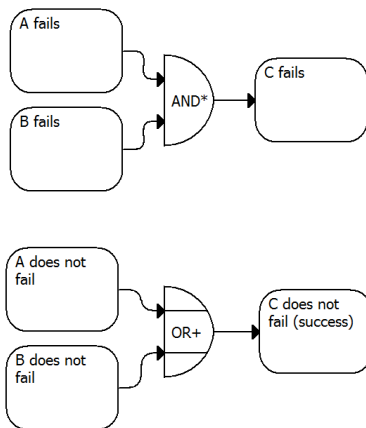 A fails
AND*
C fails
B fails
A does not
fail
OR+
C does not
fail (success)
B does not
fail